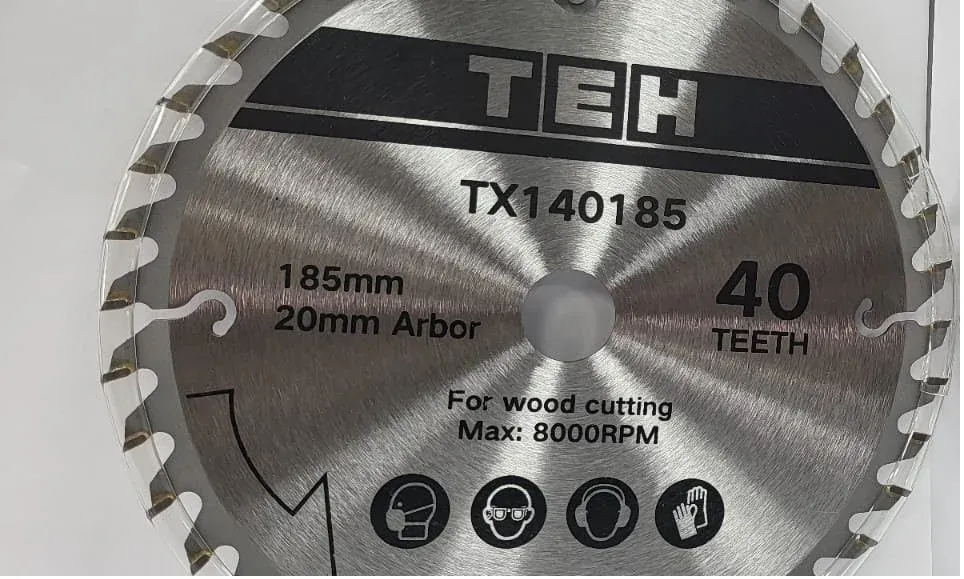 TEH
TX140185
185mm
20mm Arbor
40
TEETH
For wood cutting
Max: 8000RPM